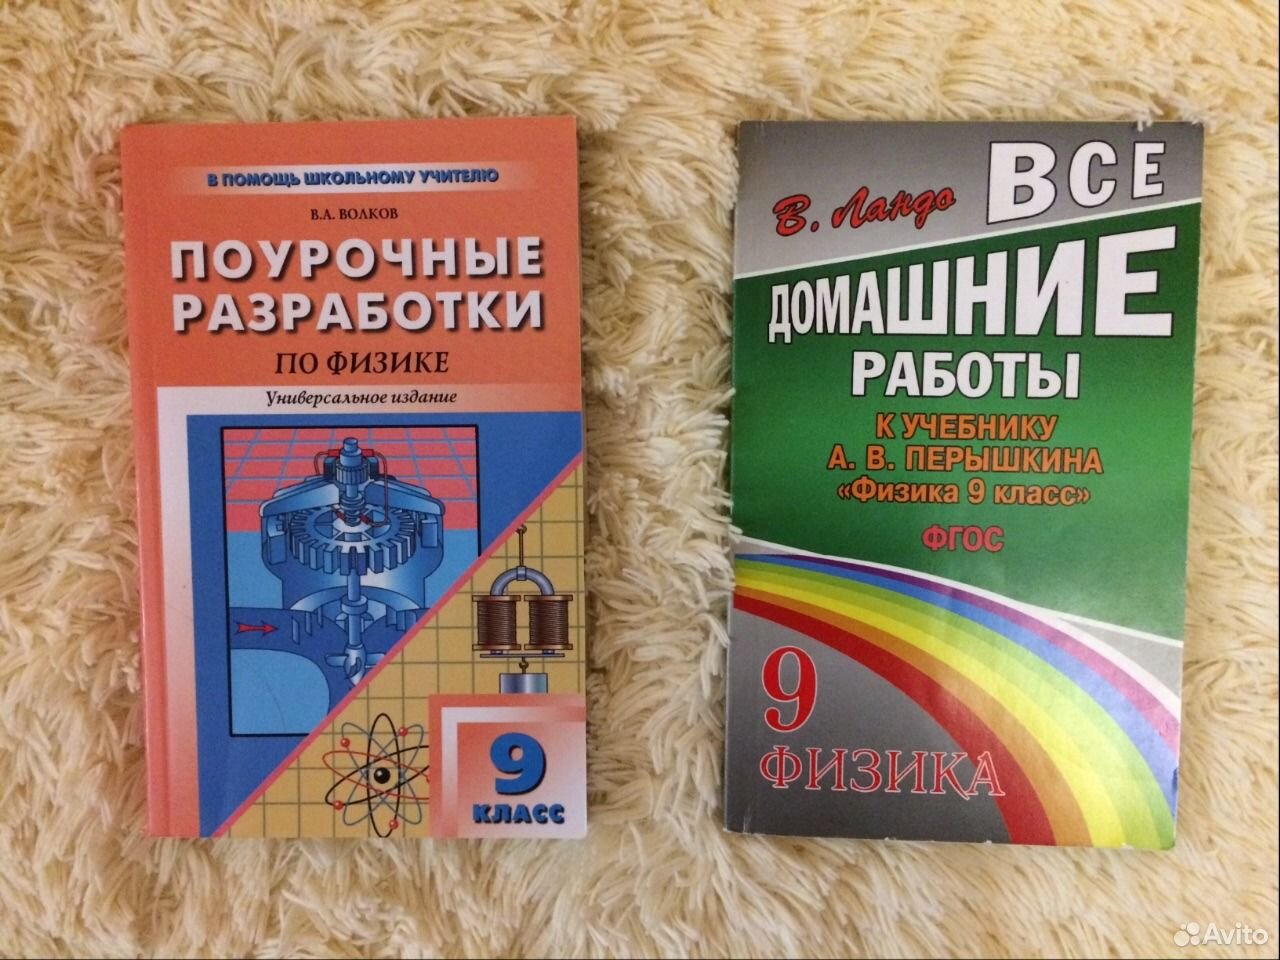 В ПОМОЩЬ ШКОЛЬНОМУ УЧИТЕЛЮ
В.А. ВОЛКОВ
ПОУРОЧНЫЕ
РАЗРАБОТКИ
ПО ФИЗИКЕ
Универсальное издание
9
КЛАСС
В. Ландо
ВСЕ
ДОМАШНИЕ
РАБОТЫ
К УЧЕБНИКУ
А. В. ПЕРЫШКИНА
«Физика 9 класс»
ФГОС
9
ФИЗИКА
Avito